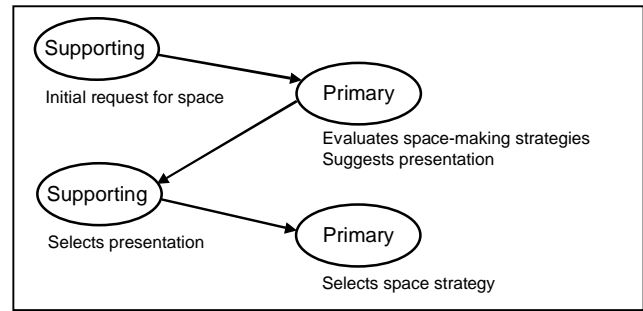 Supporting
Initial request for space
Primary
Evaluates space-making strategies
Suggests presentation
Supporting
Selects presentation
Primary
Selects space strategy